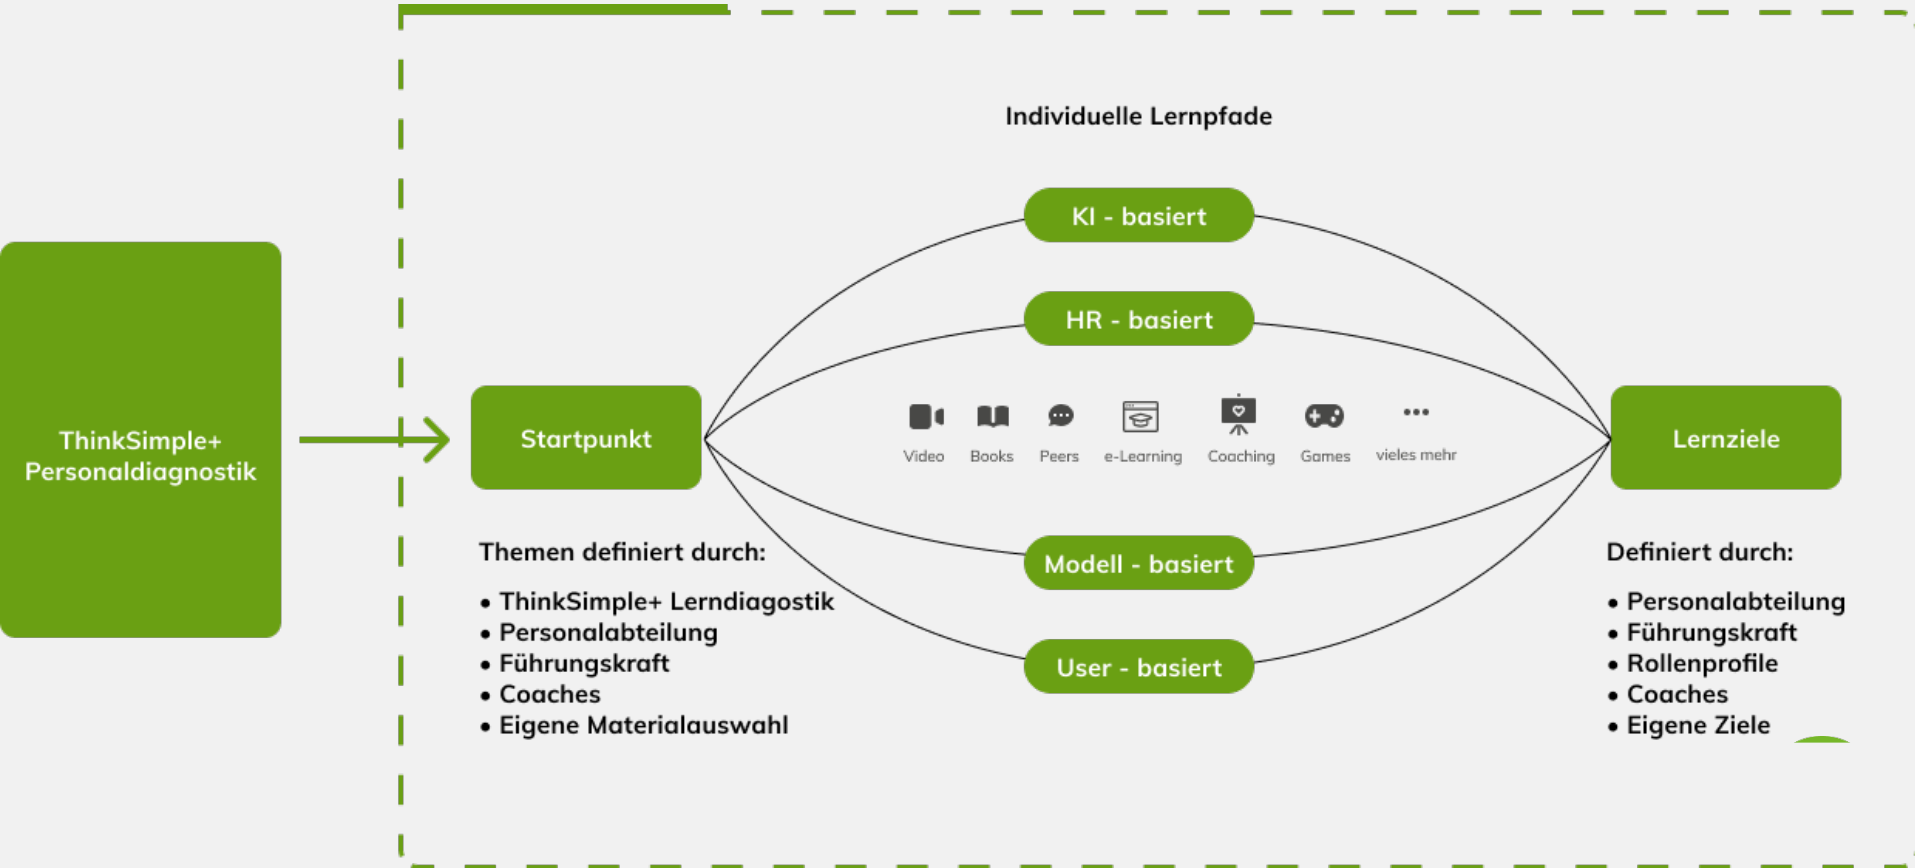 Individuelle Lernpfade
KI - basiert
HR - basiert
ThinkSimple+
Personaldiagnostik
Startpunkt
Video
Books
Peers
e-Learning
Coaching
Games
vieles mehr
Lernziele
Modell - basiert
User - basiert
Themen definiert durch:
• ThinkSimple+ Lerndiagostik
• Personalabteilung
• Führungskraft
• Coaches
• Eigene Materialauswahl
Definiert durch:
• Personalabteilung
• Führungskraft
• Rollenprofile
• Coaches
• Eigene Ziele